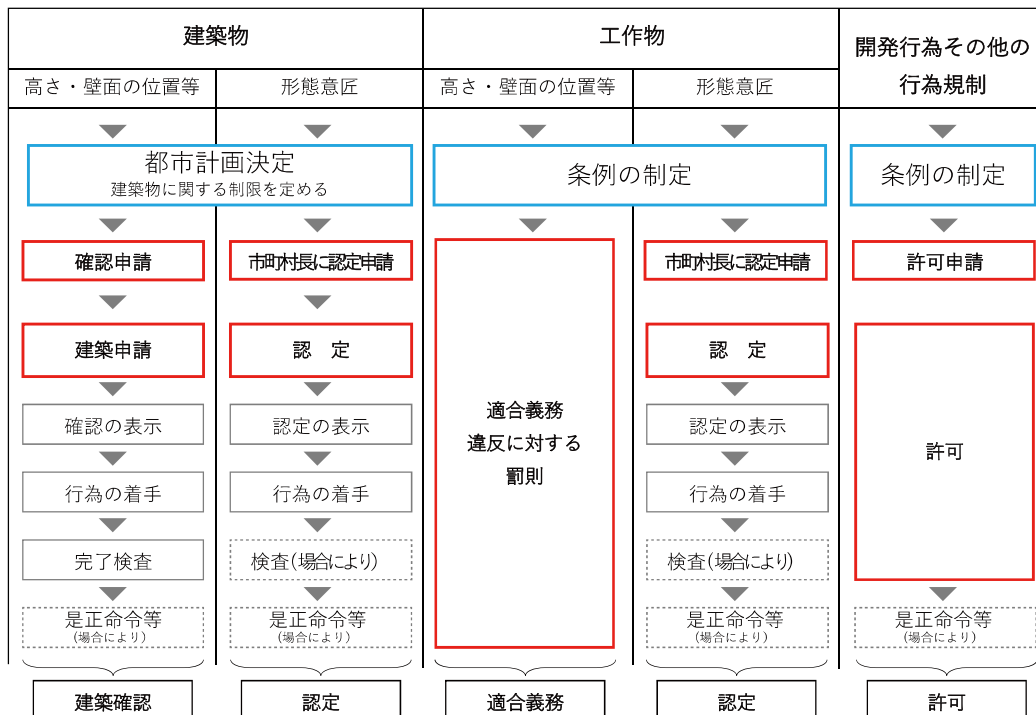 建築物
工作物
開発行為その他の
行為規制
高さ・壁面の位置等
形態意匠
高さ・壁面の位置等
形態意匠
都市計画決定
建築物に関する制限を定める
条例の制定
条例の制定
確認申請
市町村長に認定申請
市町村長に認定申請
許可申請
建築申請
認 定
認 定
適合義務
違反に対する
罰則
許可
確認の表示
認定の表示
認定の表示
行為の着手
行為の着手
行為の着手
完了検査
検査(場合により)
検査(場合により)
是正命令等
(場合により)
是正命令等
(場合により)
是正命令等
(場合により)
是正命令等
(場合により)
建築確認
認定
適合義務
認定
許可